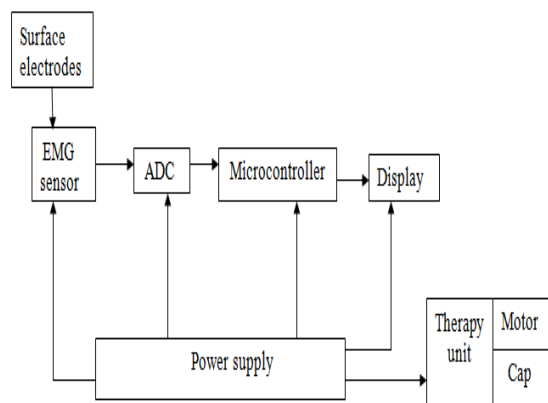 Surface
electrodes
EMG
sensor
ADC
Microcontroller
Display
Power supply
Therapy
unit
Motor
Cap